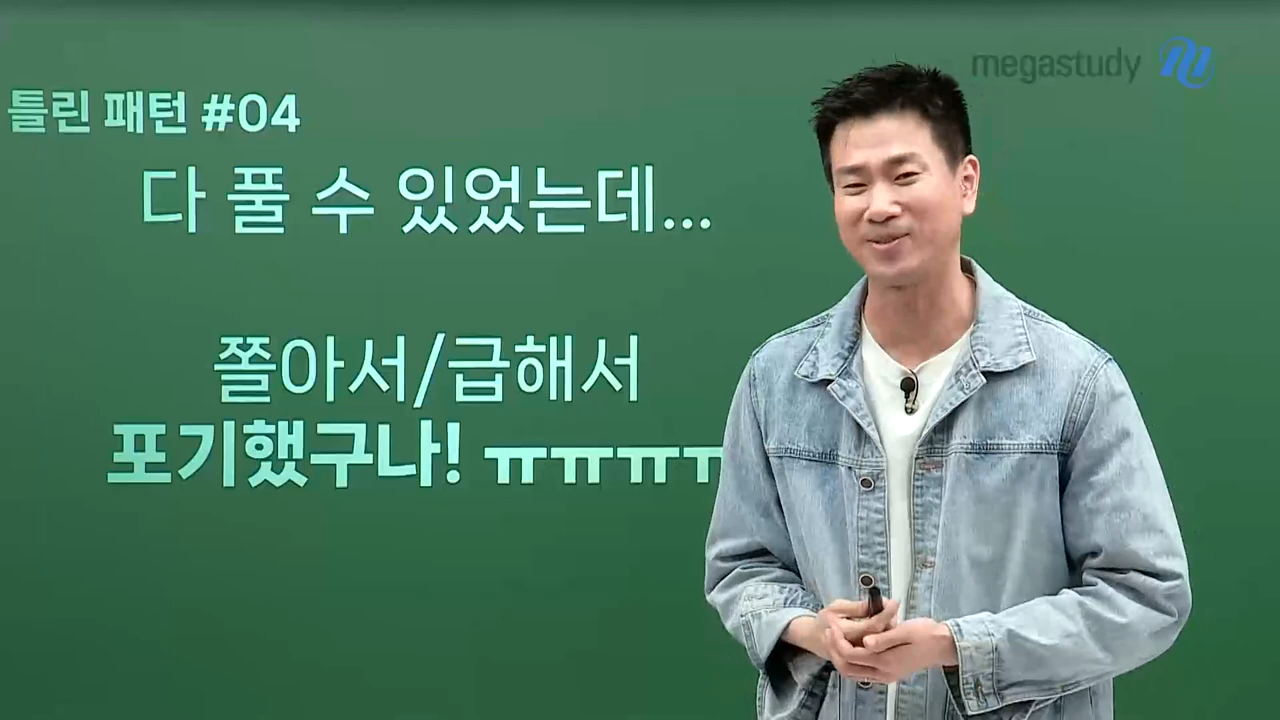 megastudy
틀린 패턴 #04
다 풀 수 있었는데...
쫄아서/급해서
포기했구나! ㅠㅠㅠㅠ